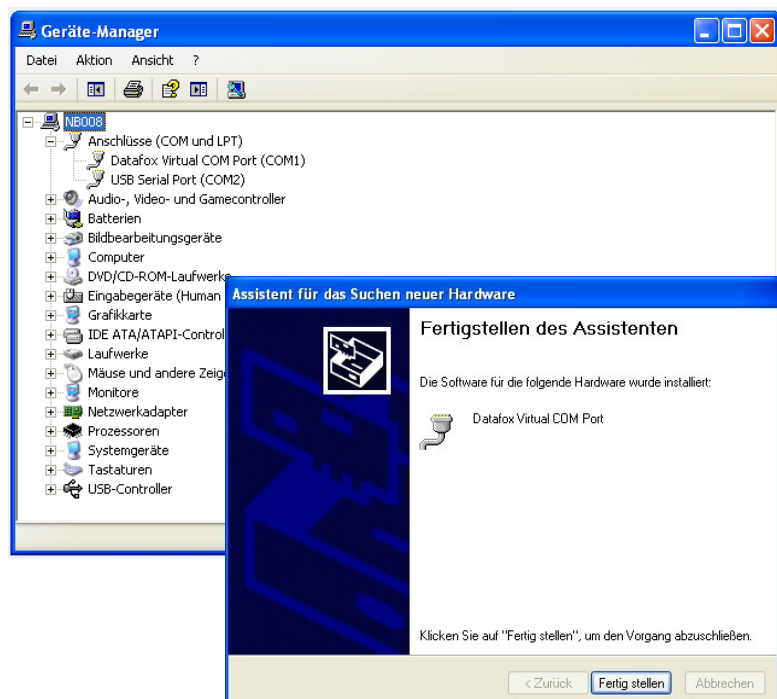 Geräte-Manager
Datei Aktion Ansicht ?
NB008
Anschlüsse (COM und LPT)
Datafox Virtual COM Port (COM1)
USB Serial Port (COM2)
Audio-, Video- und Gamecontroller
Batterien
Bildbearbeitungsgeräte
Computer
DVD/CD-ROM-Laufwerke
Eingabegeräte (Human
Grafikkarte
IDE ATA/ATAPI-Control
Laufwerke
Mäuse und andere Zeig
Monitore
Netzwerkadapter
Prozessoren
Systemgeräte
Tastaturen
USB-Controller
Assistent für das Suchen neuer Hardware
Fertigstellen des Assistenten
Die Software für die folgende Hardware wurde installiert:
Datafox Virtual COM Port
Klicken Sie auf "Fertig stellen", um den Vorgang abzuschließen.
< Zurück Fertig stellen Abbrechen